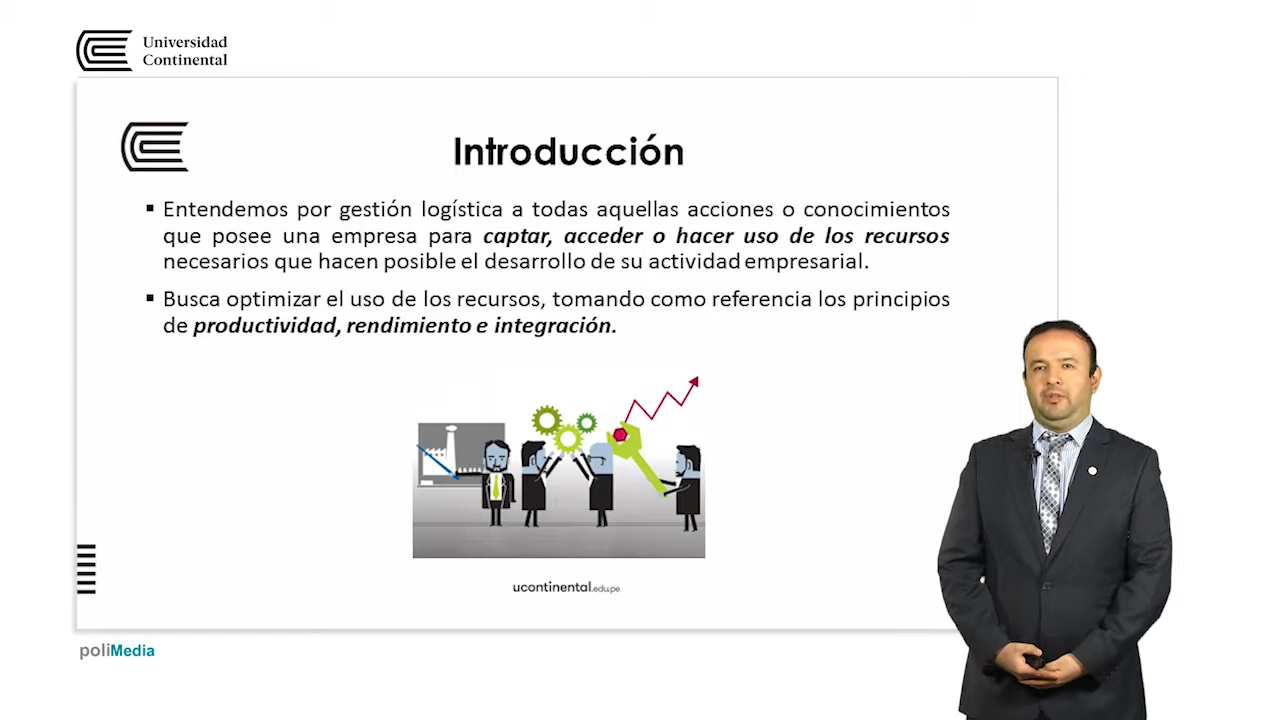 Universidad
Continental
Introducción
▪ Entendemos por gestión logística a todas aquellas acciones o conocimientos
que posee una empresa para captar, acceder o hacer uso de los recursos
necesarios que hacen posible el desarrollo de su actividad empresarial.
▪ Busca optimizar el uso de los recursos, tomando como referencia los principios
de productividad, rendimiento e integración.
ucontinental.edu.pe
poliMedia